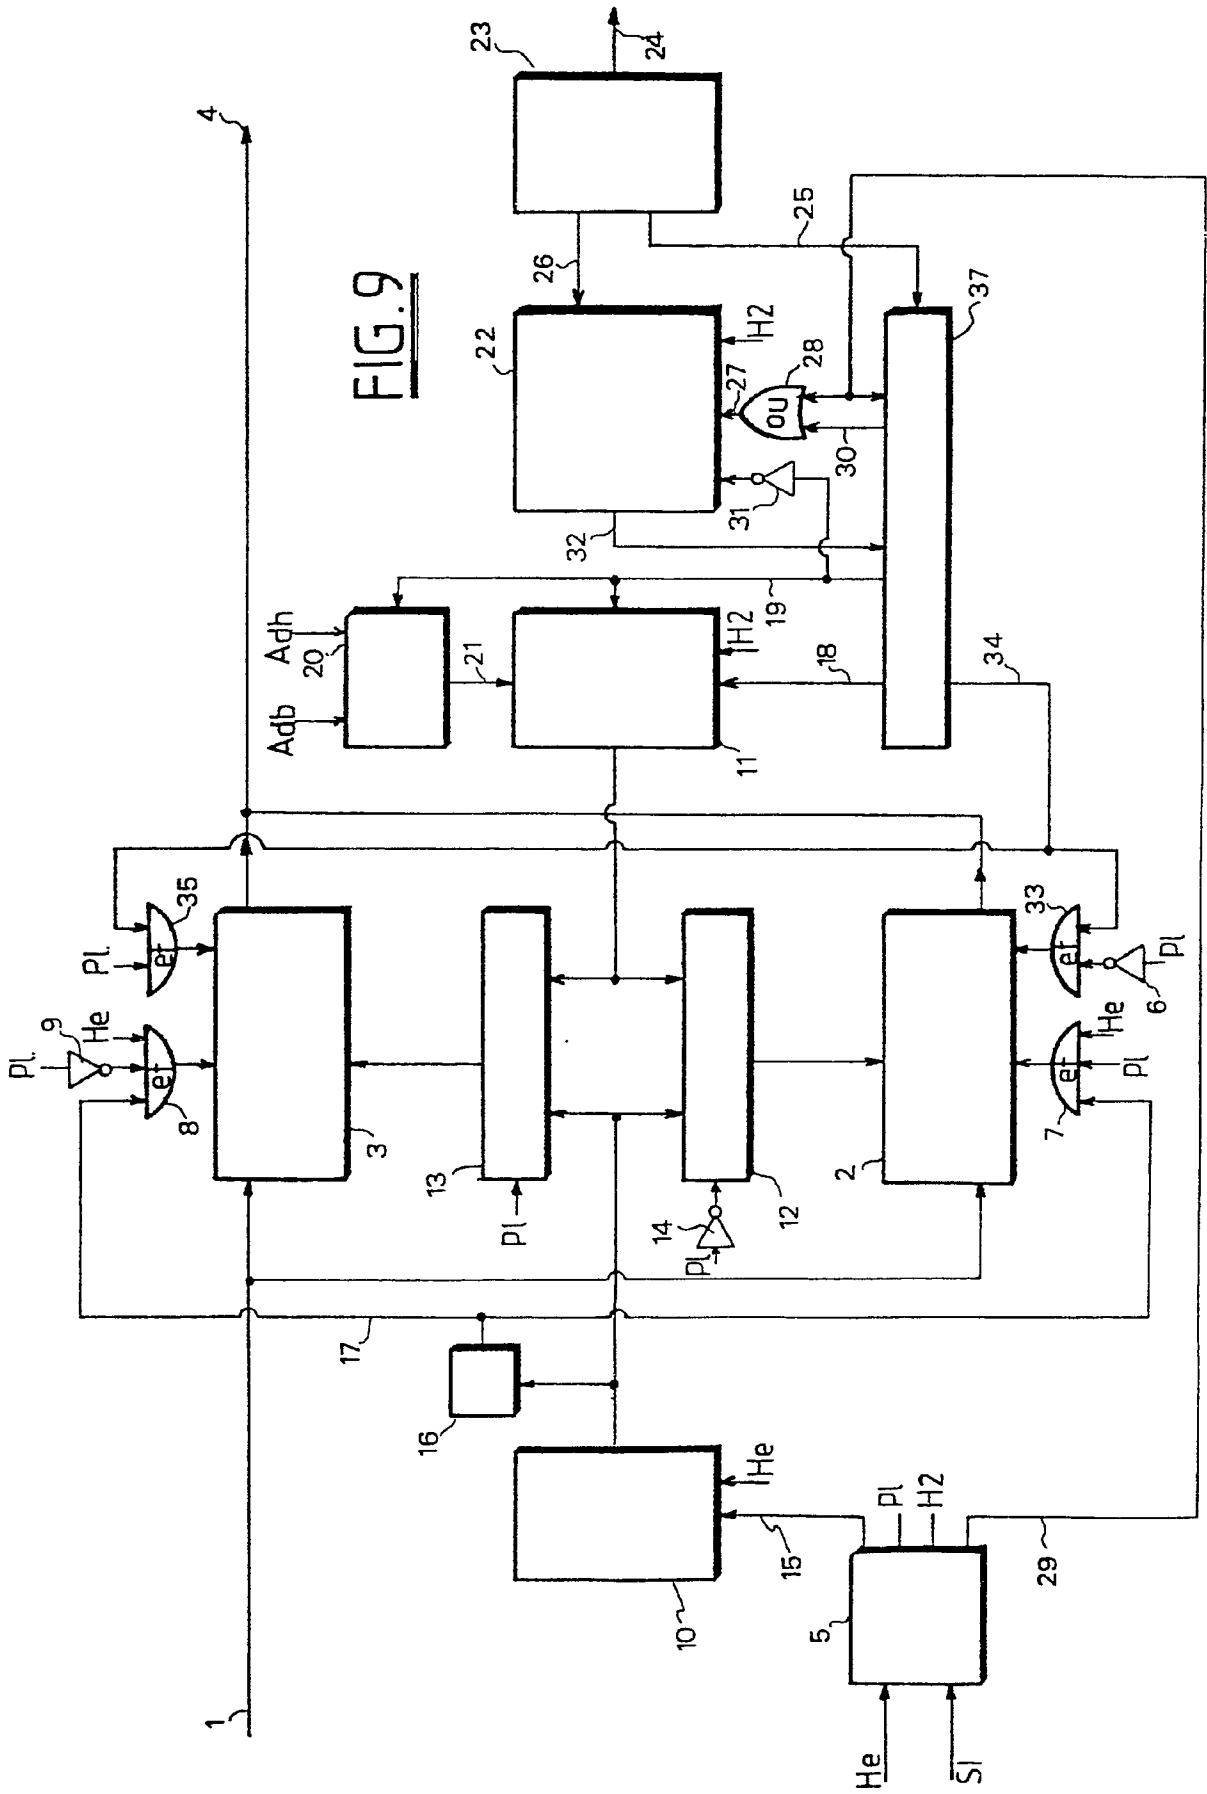 Pl.
9
He Pl.
et et
8 35
1 4
Adb Adh
20
17
3 FIG.9
16 13 21 22 23
Pl
26
32
14 24
10 Pl
11 H2 31 27
He H2
19 OU
15 12 28 25
5 18
2 30
He
Pl
H2
SI 37
34
33
29 7
et et
He
Pl
6
Pl